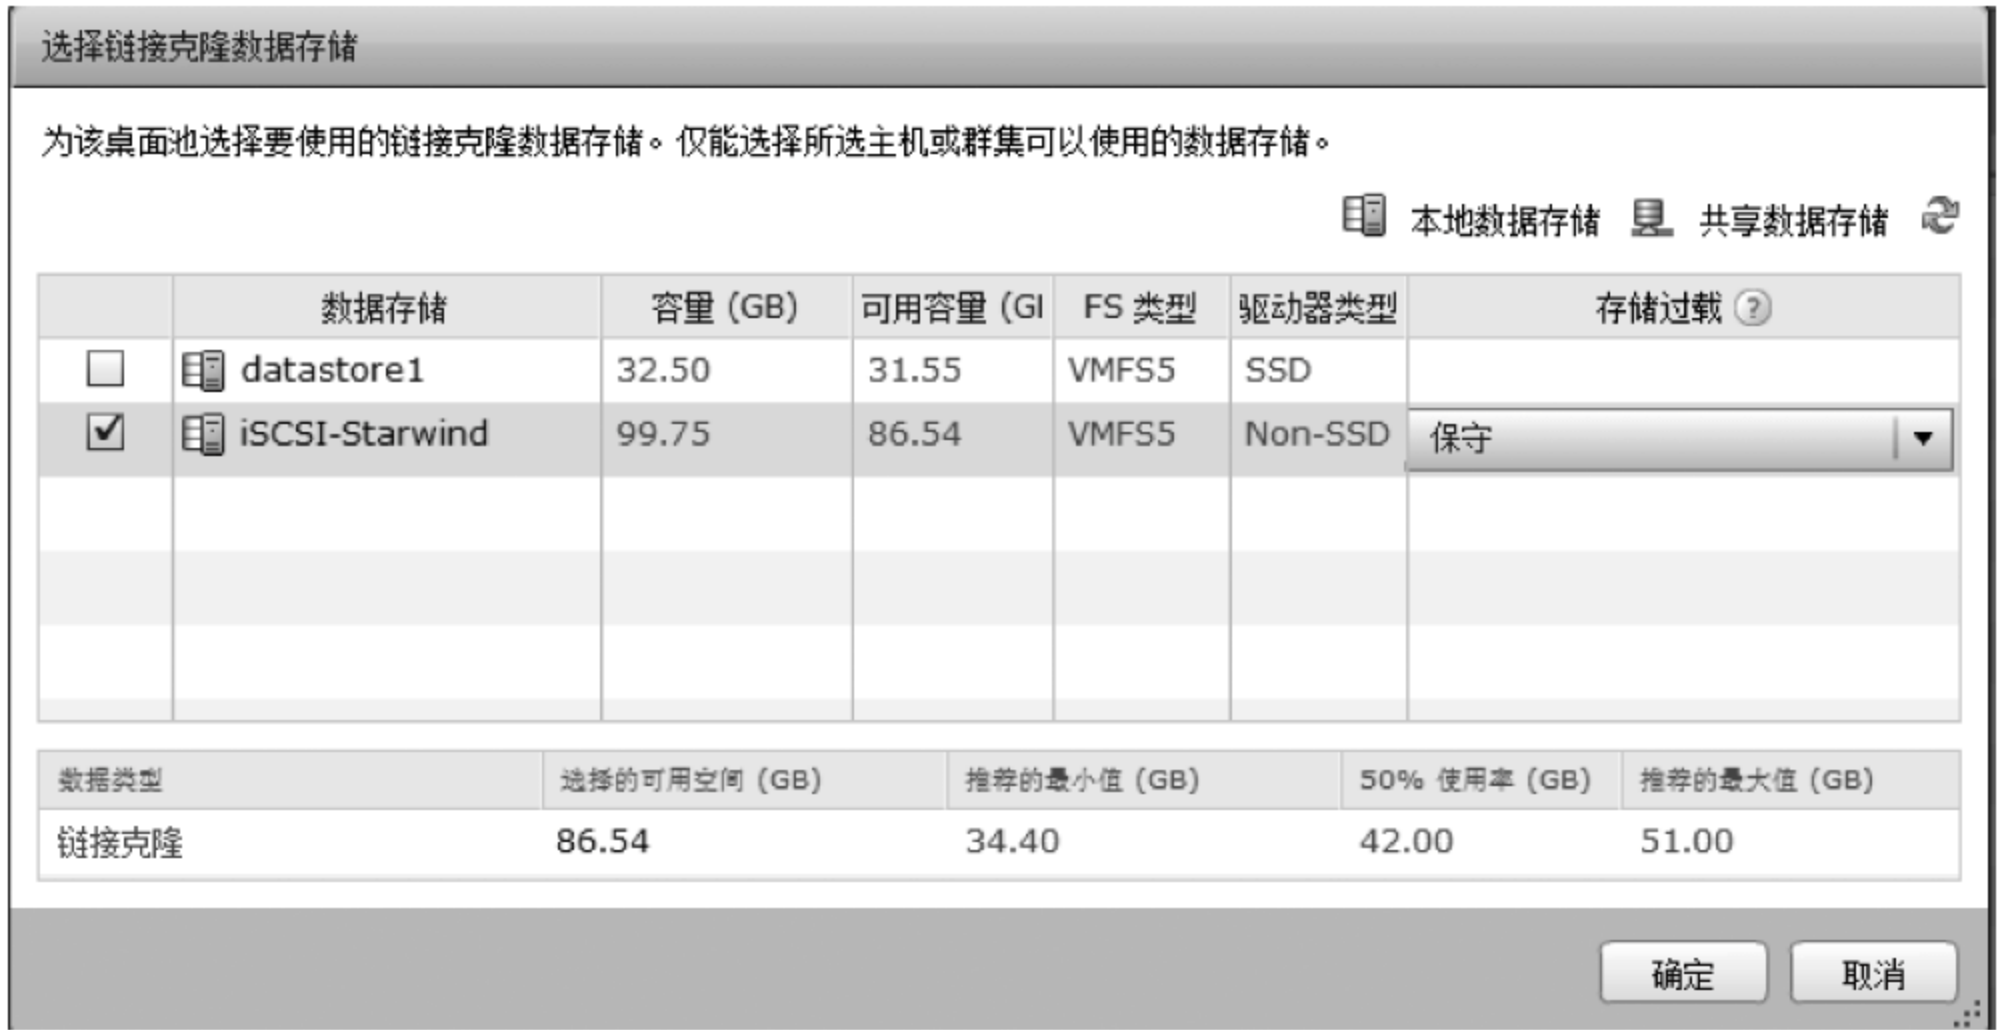 选择链接克隆数据存储
为该桌面池选择要使用的链接克隆数据存储。仅能选择所选主机或群集可以使用的数据存储。
本地数据存储 共享数据存储
数据存储 容量 (GB) 可用容量 (GI FS 类型 驱动器类型 存储过载 ?
datastore1 32.50 31.55 VMFS5 SSD
iSCSI-Starwind 99.75 86.54 VMFS5 Non-SSD 保守
数据类型 选择的可用空间 (GB) 推荐的最小值 (GB) 50% 使用率 (GB) 推荐的最大值 (GB)
链接克隆 86.54 34.40 42.00 51.00
确定 取消